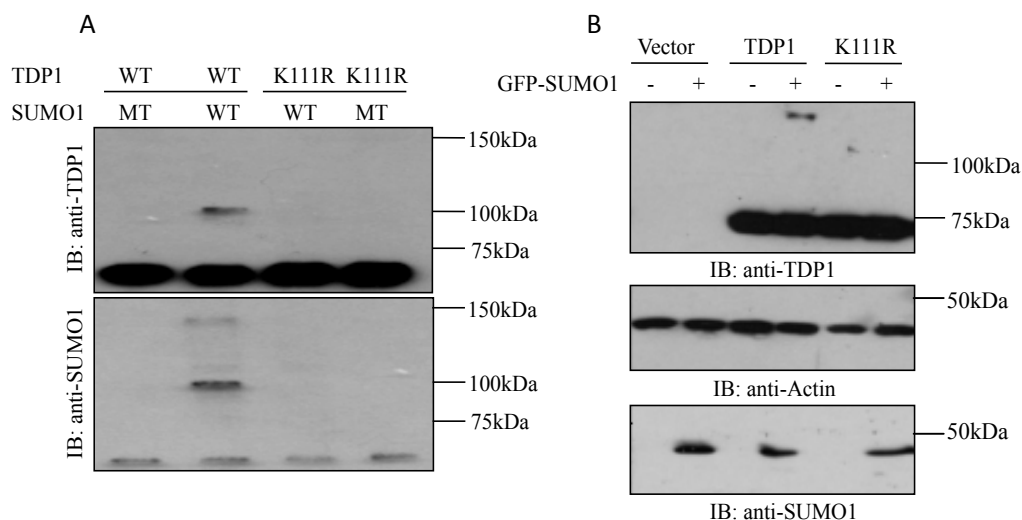 A
TDP1 WT WT K111R K111R
SUMO1 MT WT WT MT
IB: anti-TDP1
150kDa
100kDa
75kDa
IB: anti-SUMO1
150kDa
100kDa
75kDa
B
Vector TDP1 K111R
GFP-SUMO1 - + - + - +
100kDa
75kDa
IB: anti-TDP1
50kDa
IB: anti-Actin
50kDa
IB: anti-SUMO1